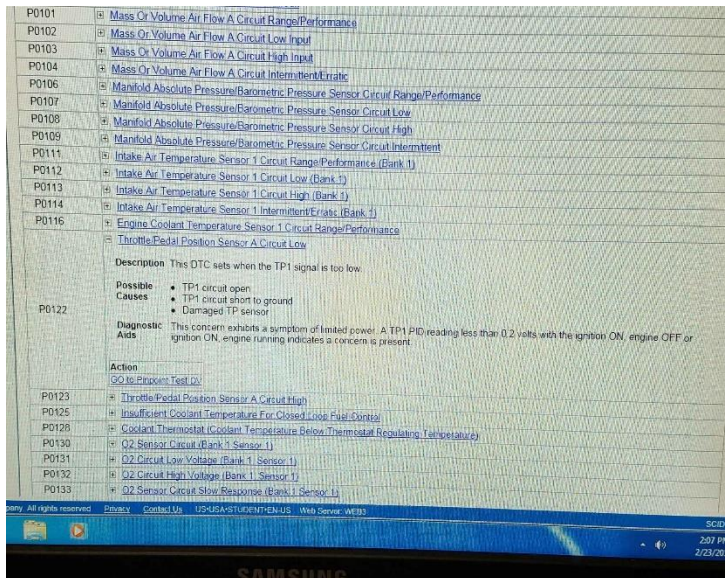 P0101 Mass Or Volume Air Flow A Circuit Range/Performance
P0102 Mass Or Volume Air Flow A Circuit Low Input
P0103 Mass Or Volume Air Flow A Circuit High Input
P0104 Mass Or Volume Air Flow A Circuit Intermittent/Erratic
P0106 Manifold Absolute Pressure/Barometric Pressure Sensor Circuit Range/Performance
P0107 Manifold Absolute Pressure/Barometric Pressure Sensor Circuit Low
P0108 Manifold Absolute Pressure/Barometric Pressure Sensor Circuit High
P0109 Manifold Absolute Pressure/Barometric Pressure Sensor Circuit Intermittent
P0111 Intake Air Temperature Sensor 1 Circuit Range/Performance (Bank 1)
P0112 Intake Air Temperature Sensor 1 Circuit Low (Bank 1)
P0113 Intake Air Temperature Sensor 1 Circuit High (Bank 1)
P0114 Intake Air Temperature Sensor 1 Intermittent/Erratic (Bank 1)
P0116 Engine Coolant Temperature Sensor 1 Circuit Range/Performance
Throttle/Pedal Position Sensor A Circuit Low
Description This DTC sets when the TP1 signal is too low.
Possible Causes
• TP1 circuit open
• TP1 circuit short to ground
• Damaged TP sensor
P0122
Diagnostic Aids
This concern exhibits a symptom of limited power. A TP1 PID reading less than 0.2 volts with the ignition ON, engine OFF or
ignition ON, engine running indicates a concern is present.
Action
GO to Pinpoint Test DV
P0123 Throttle/Pedal Position Sensor A Circuit High
P0125 Insufficient Coolant Temperature For Closed Loop Fuel Control
P0128 Coolant Thermostat (Coolant Temperature Below Thermostat Regulating Temperature)
P0130 O2 Sensor Circuit (Bank 1 Sensor 1)
P0131 O2 Circuit Low Voltage (Bank 1, Sensor 1)
P0132 O2 Circuit High Voltage (Bank 1, Sensor 1)
P0133 O2 Sensor Circuit Slow Response (Bank 1 Sensor 1)
pany. All rights reserved Privacy Contact Us US•USA•STUDENT•EN-US Web Server: WEB3
SCID
2:07 P
2/23/20
SAMSUNG